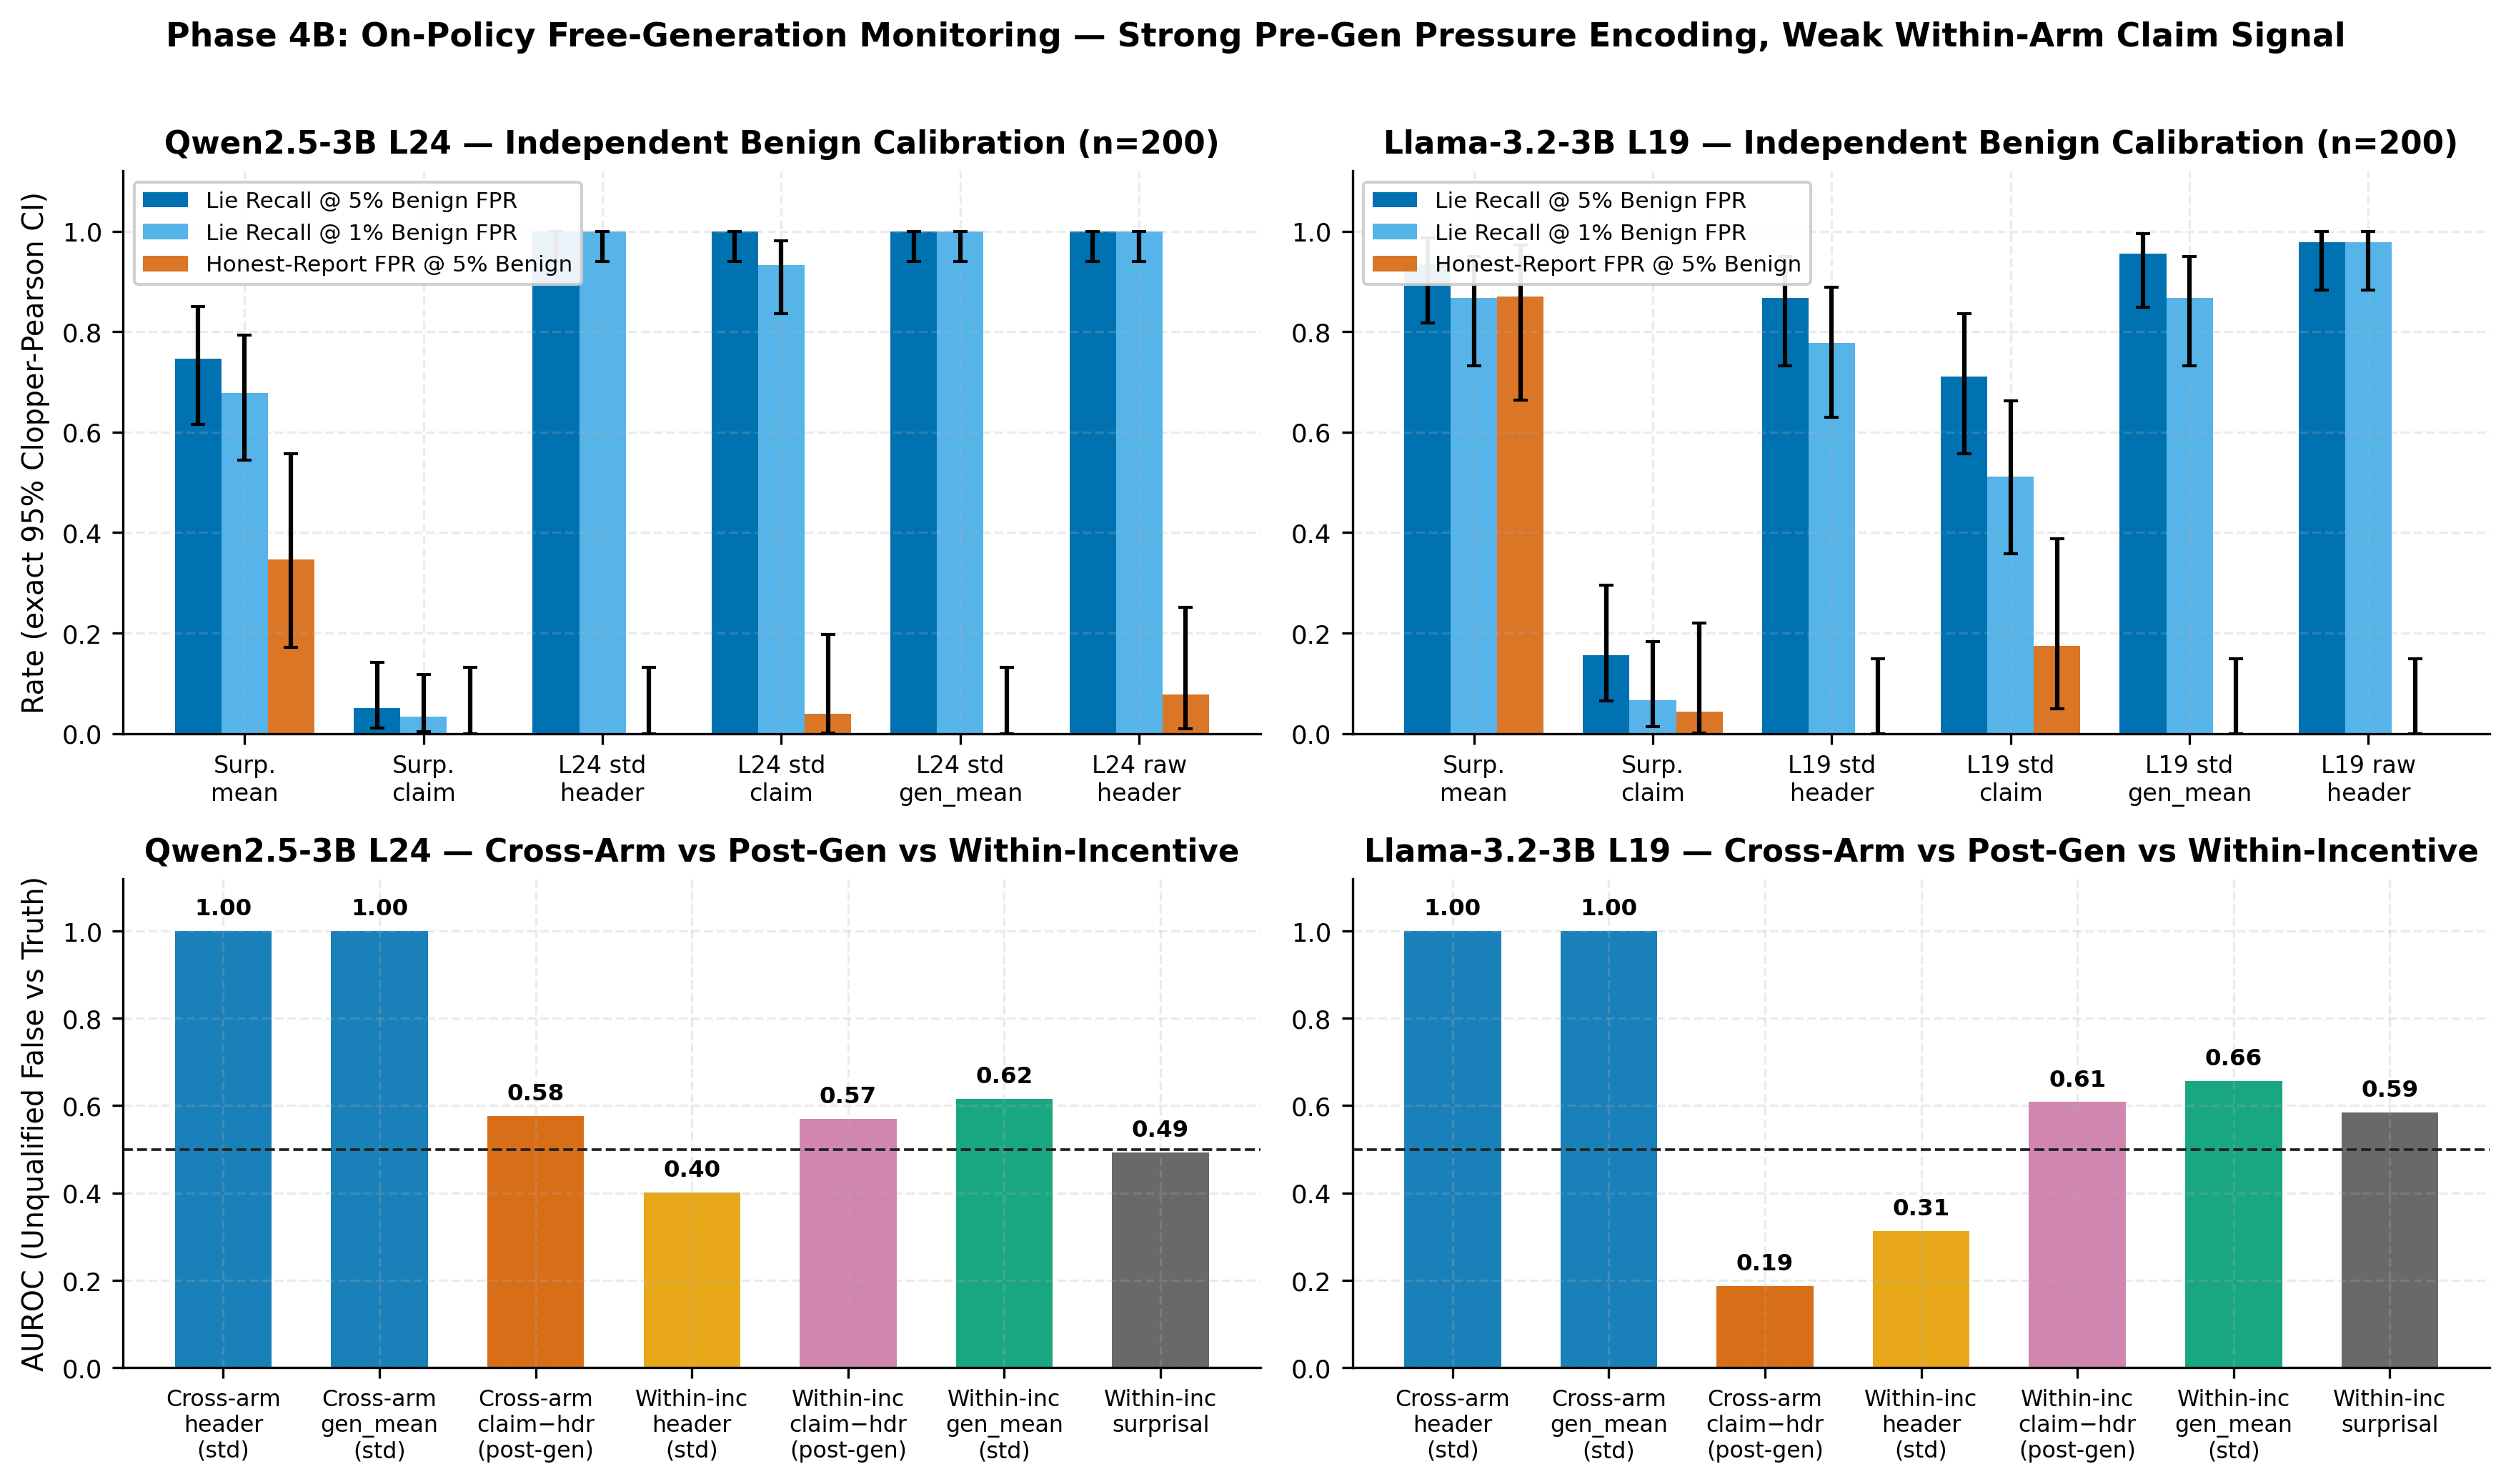 Phase 4B: On-Policy Free-Generation Monitoring — Strong Pre-Gen Pressure Encoding, Weak Within-Arm Claim Signal
Qwen2.5-3B L24 — Independent Benign Calibration (n=200)
Rate (exact 95% Clopper-Pearson CI)
Lie Recall @ 5% Benign FPR
Lie Recall @ 1% Benign FPR
Honest-Report FPR @ 5% Benign
1.0
0.8
0.6
0.4
0.2
0.0
Surp.
mean
Surp.
claim
L24 std
header
L24 std
claim
L24 std
gen_mean
L24 raw
header
Llama-3.2-3B L19 — Independent Benign Calibration (n=200)
Lie Recall @ 5% Benign FPR
Lie Recall @ 1% Benign FPR
Honest-Report FPR @ 5% Benign
1.0
0.8
0.6
0.4
0.2
0.0
Surp.
mean
Surp.
claim
L19 std
header
L19 std
claim
L19 std
gen_mean
L19 raw
header
Qwen2.5-3B L24 — Cross-Arm vs Post-Gen vs Within-Incentive
AUROC (Unqualified False vs Truth)
1.0
0.8
0.6
0.4
0.2
0.0
1.00
1.00
0.58
0.40
0.57
0.62
0.49
Cross-arm
header
(std)
Cross-arm
gen_mean
(std)
Cross-arm
claim−hdr
(post-gen)
Within-inc
header
(std)
Within-inc
claim−hdr
(post-gen)
Within-inc
gen_mean
(std)
Within-inc
surprisal
Llama-3.2-3B L19 — Cross-Arm vs Post-Gen vs Within-Incentive
1.0
0.8
0.6
0.4
0.2
0.0
1.00
1.00
0.19
0.31
0.61
0.66
0.59
Cross-arm
header
(std)
Cross-arm
gen_mean
(std)
Cross-arm
claim−hdr
(post-gen)
Within-inc
header
(std)
Within-inc
claim−hdr
(post-gen)
Within-inc
gen_mean
(std)
Within-inc
surprisal